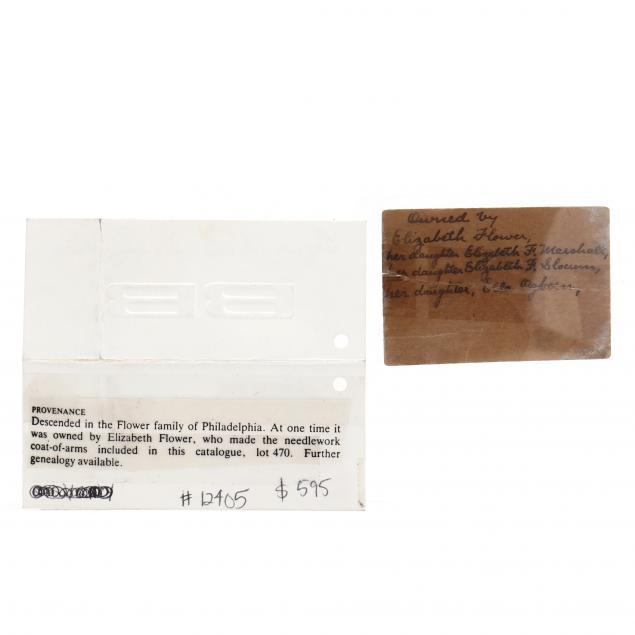 Owned by
Elizabeth Flower,
her daughter Elizabeth F. Marshall,
her daughter Elizabeth F. Slocum,
her daughter,
PROVENANCE
Descended in the Flower family of Philadelphia. At one time it
was owned by Elizabeth Flower, who made the needlework
coat-of-arms included in this catalogue, lot 470. Further
genealogy available.
# 12405 $ 595